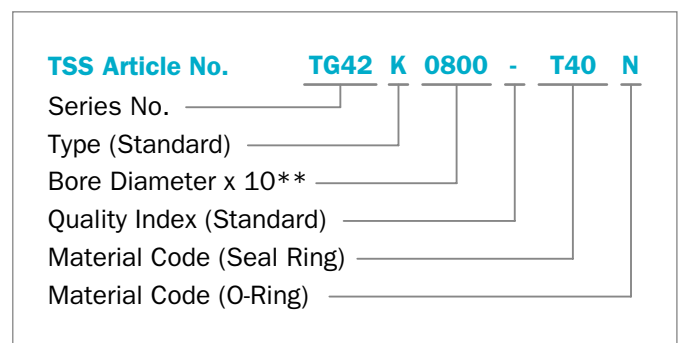 TSS Article No. TG42 K 0800 - T40 N
Series No.
Type (Standard)
Bore Diameter x 10**
Quality Index (Standard)
Material Code (Seal Ring)
Material Code (O-Ring)